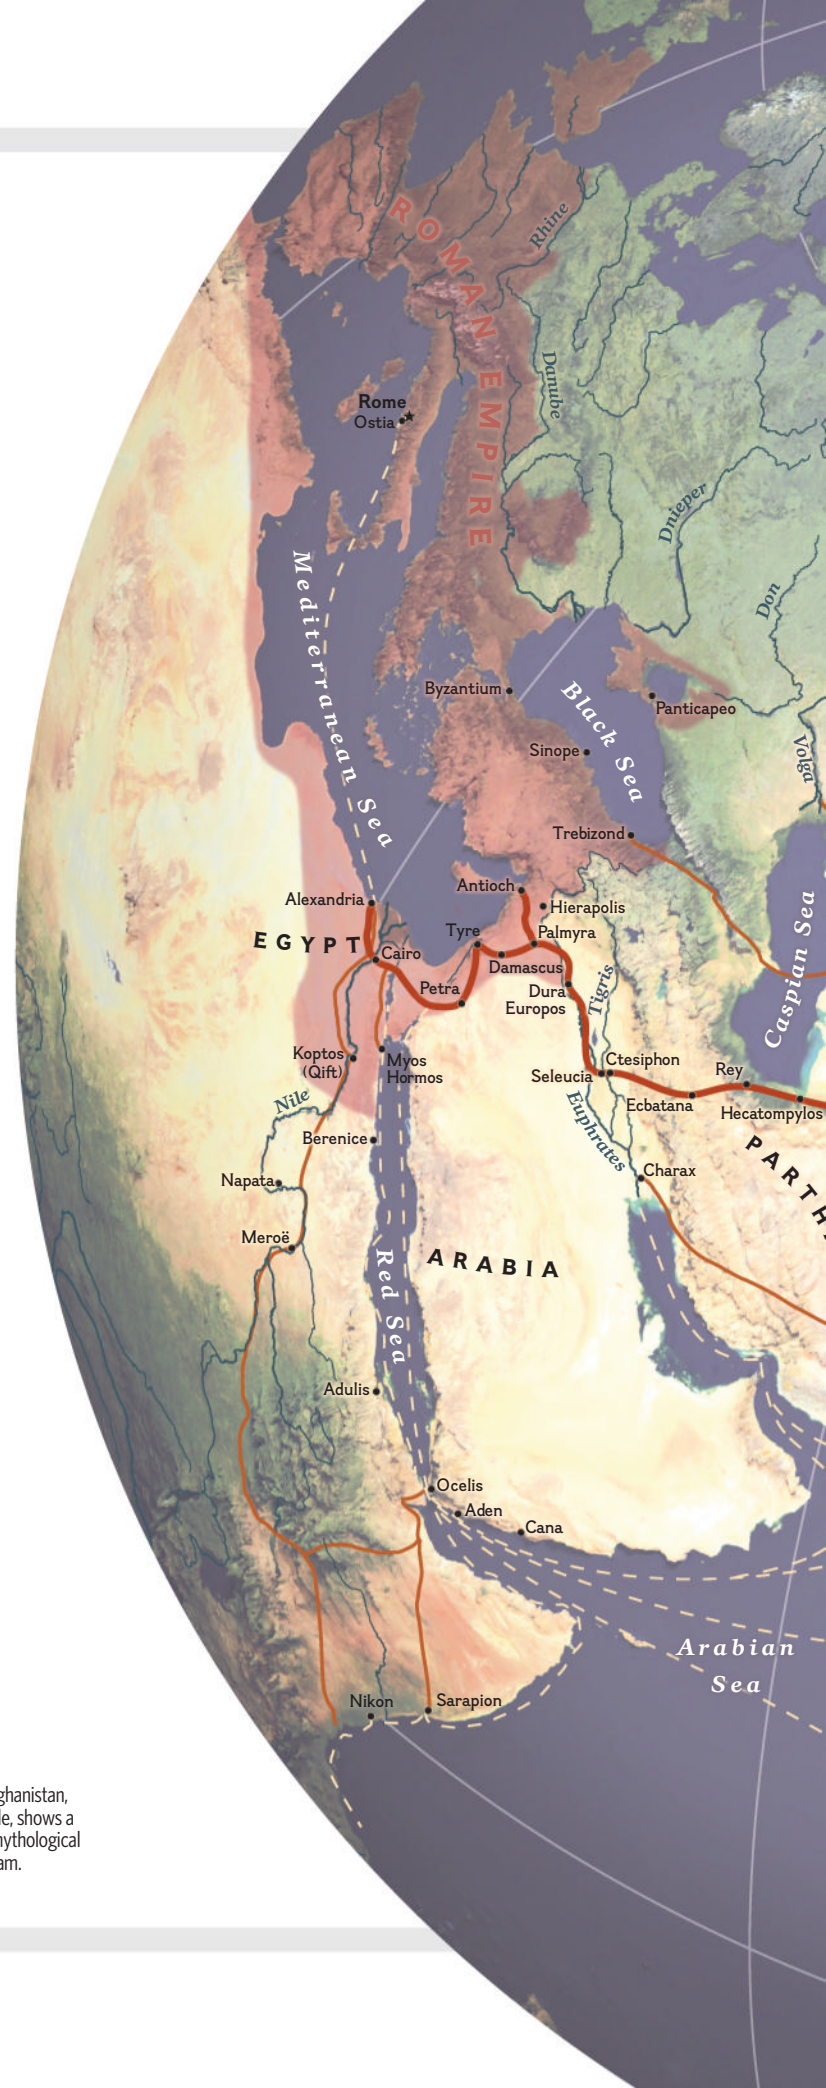 ROMAN EMPIRE
Rhine
Danube
Rome
Ostia
Dnieper
Mediterranean Sea
Don
Byzantium
Black Sea
Panticapeo
Sinope
Volga
Trebizond
Antioch
Alexandria
Hierapolis
Caspian Sea
EGYPT
Tyre
Palmyra
Cairo
Damascus
Petra
Dura
Europos
Tigris
Koptos
(Qift)
Myos
Hormos
Ctesiphon
Seleucia
Rey
Nile
Euphrates
Ecbatana
Hecatompylos
Berenice
PARTH
Napata
Charax
Meroë
Red Sea
ARABIA
Adulis
Ocelis
Aden
Cana
Arabian
Sea
Nikon
Sarapion
ghanistan,
le, shows a
nythological
am.